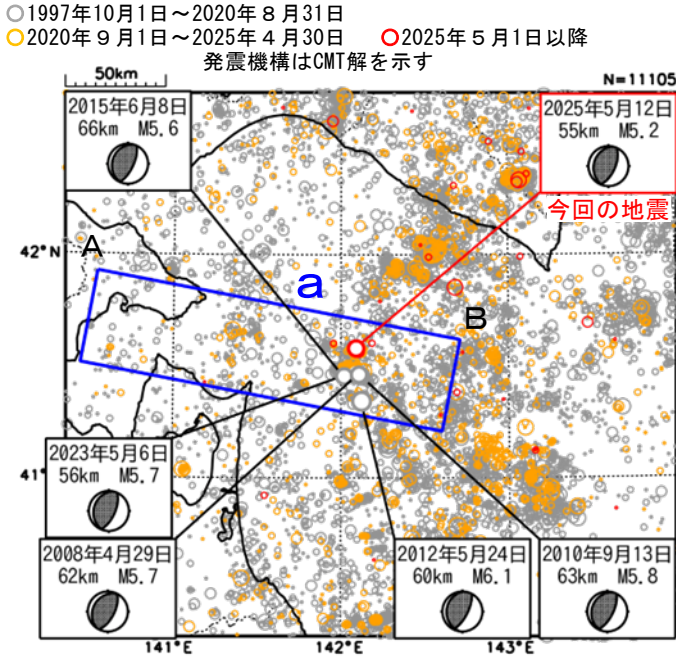 1997年10月1日～2020年８月31日
2020年９月1日～2025年４月30日
2025年５月1日以降
発震機構はCMT解を示す
50km
N=11105
2015年6月8日
66km M5.6
2025年5月12日
55km M5.2
今回の地震
42°N
A
a
B
41°N
2023年5月6日
56km M5.7
2008年4月29日
62km M5.7
2012年5月24日
60km M6.1
2010年9月13日
63km M5.8
141°E
142°E
143°E